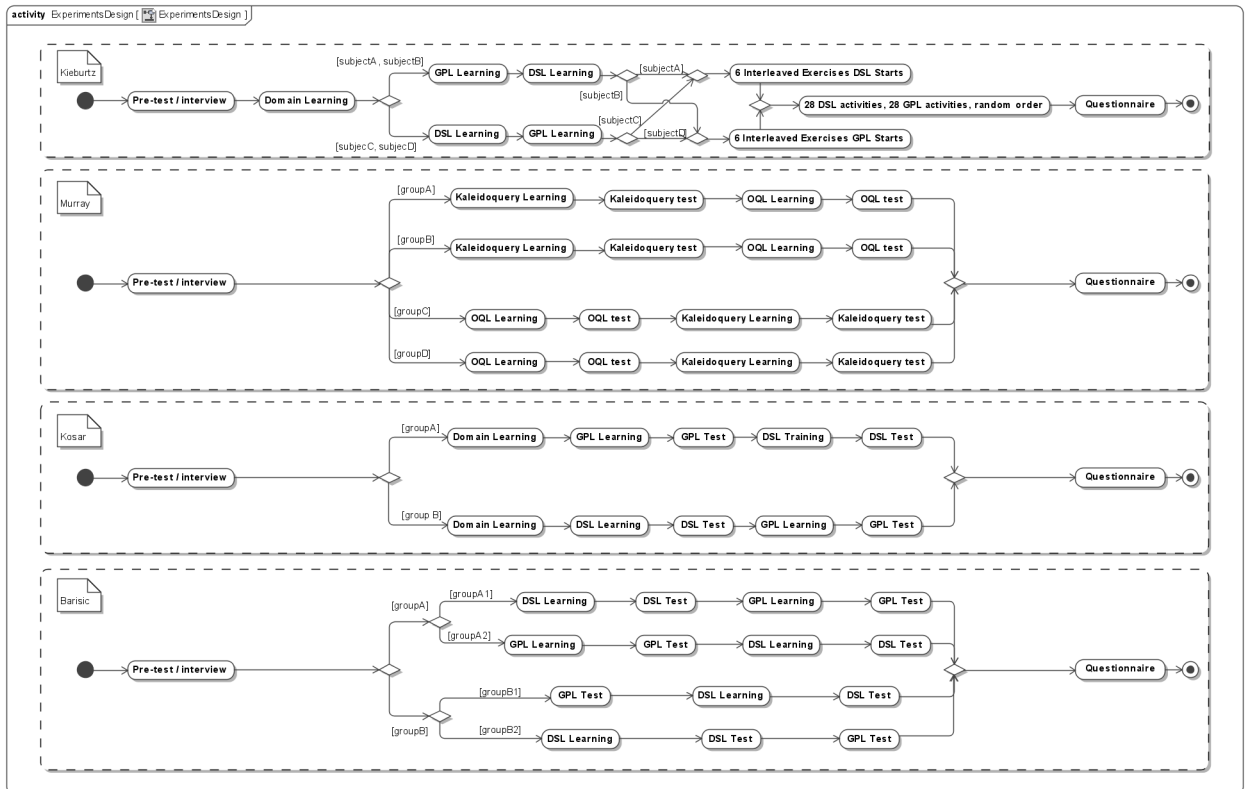 activity ExperimentsDesign [ ExperimentsDesign ]
Kieburtz
Pre-test / interview
Domain Learning
[subjectA , subjectB]
GPL Learning
DSL Learning
[subjectA]
[subjectB]
6 Interleaved Exercises DSL Starts
28 DSL activities, 28 GPL activities, random order
Questionnaire
[subjecC, subjecD]
DSL Learning
GPL Learning
[subjectC]
[subjectD]
6 Interleaved Exercises GPL Starts
Murray
Pre-test / interview
[groupA]
Kaleidoquery Learning
Kaleidoquery test
OQL Learning
OQL test
[groupB]
Kaleidoquery Learning
Kaleidoquery test
OQL Learning
OQL test
[groupC]
OQL Learning
OQL test
Kaleidoquery Learning
Kaleidoquery test
[groupD]
OQL Learning
OQL test
Kaleidoquery Learning
Kaleidoquery test
Questionnaire
Kosar
Pre-test / interview
[groupA]
Domain Learning
GPL Learning
GPL Test
DSL Training
DSL Test
[group B]
Domain Learning
DSL Learning
DSL Test
GPL Learning
GPL Test
Questionnaire
Barisic
Pre-test / interview
[groupA]
[groupA1]
DSL Learning
DSL Test
GPL Learning
GPL Test
[groupA2]
GPL Learning
GPL Test
DSL Learning
DSL Test
[groupB]
[groupB1]
GPL Test
DSL Learning
DSL Test
[groupB2]
DSL Learning
DSL Test
GPL Test
Questionnaire